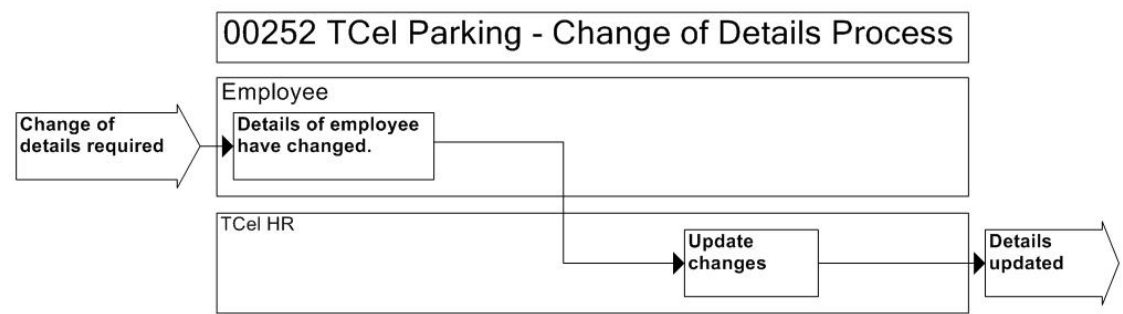 00252 TCel Parking - Change of Details Process
Employee
Change of
details required
Details of employee
have changed.
TCel HR
Update
changes
Details
updated